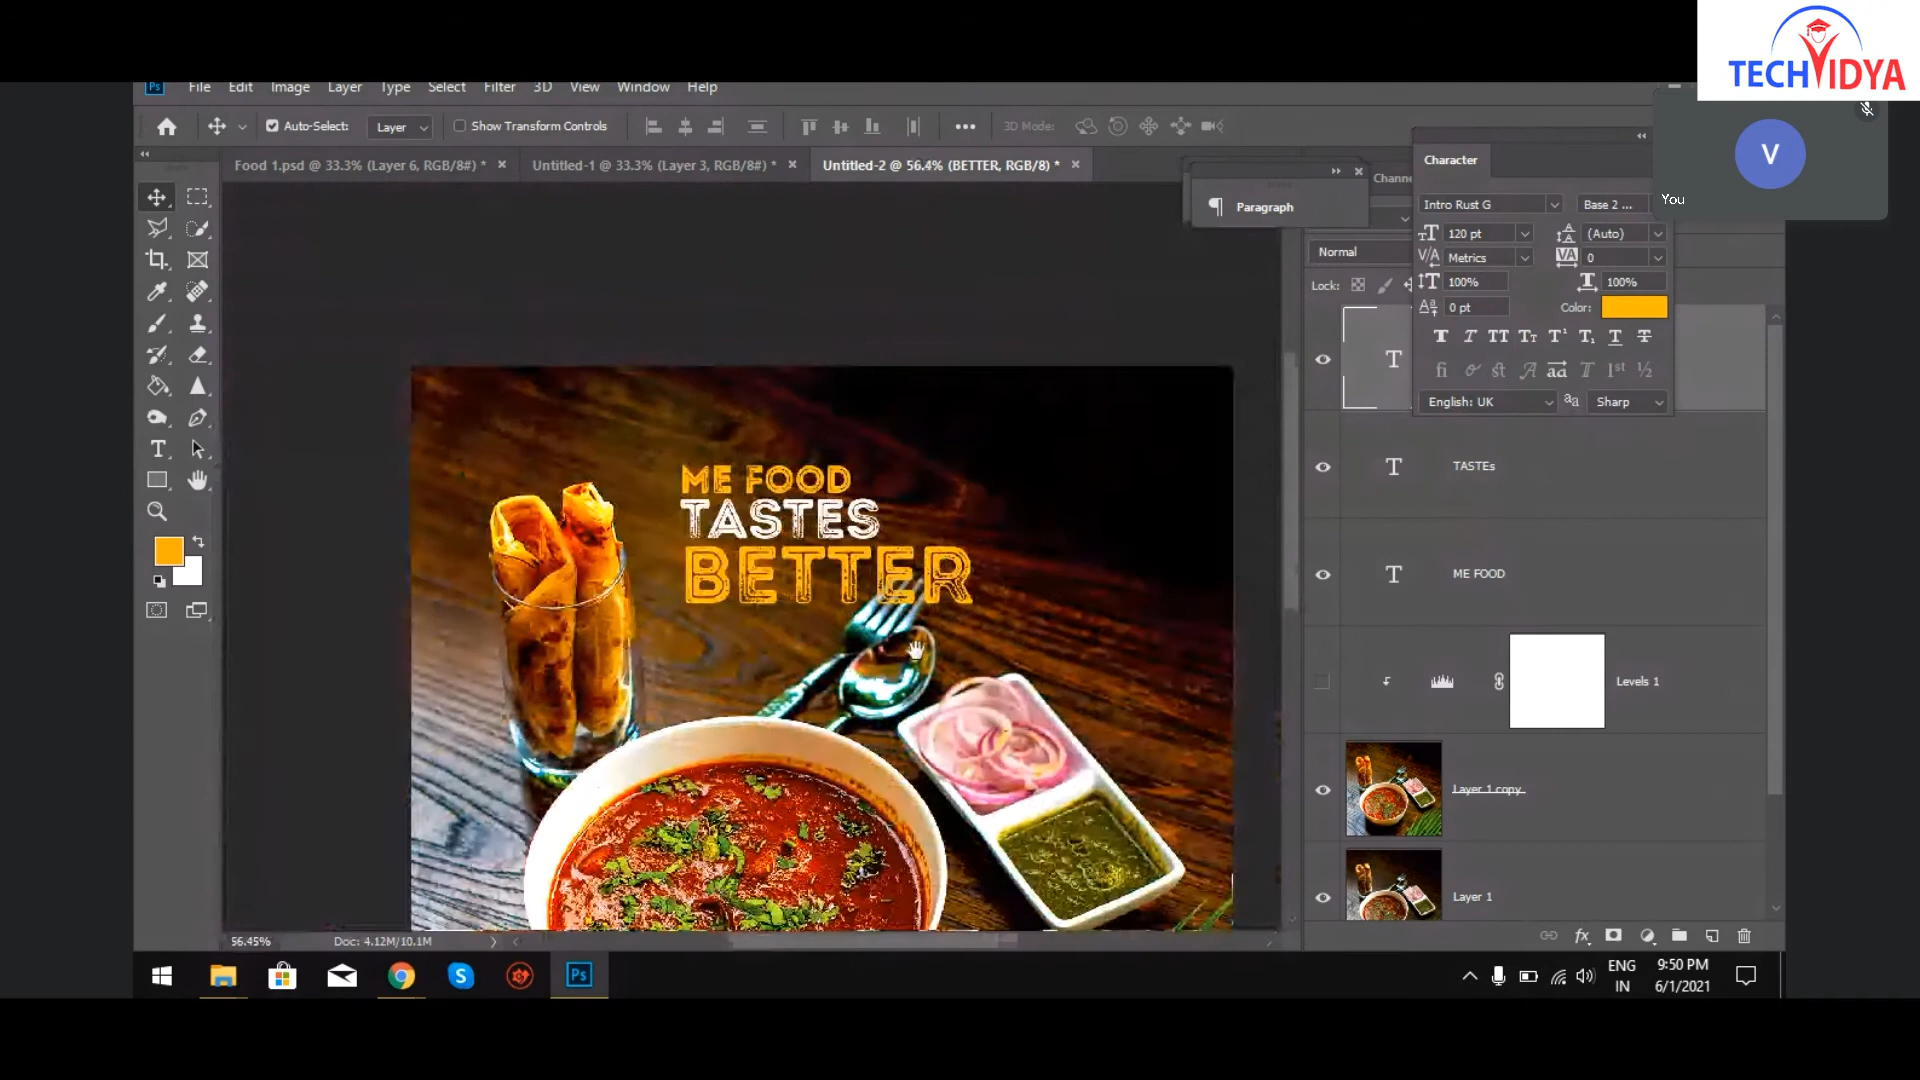 TECHVIDYA
Ps File Edit Image Layer Type Select Filter 3D View Window Help
Auto-Select: Layer Show Transform Controls ••• 3D Mode:
V
You
Food 1.psd @ 33.3% (Layer 6, RGB/8#) * Untitled-1 @ 33.3% (Layer 3, RGB/8#) * Untitled-2 @ 56.4% (BETTER, RGB/8) *
Paragraph
Channe
Character
Intro Rust G Base 2 ...
120 pt (Auto)
Metrics 0
100% 100%
0 pt Color:
English: UK Sharp
Normal
Lock:
TASTEs
ME FOOD
Levels 1
Layer 1 copy
Layer 1
ME FOOD
TASTES
BETTER
56.45% Doc: 4.12M/10.1M
ENG
IN
9:50 PM
6/1/2021